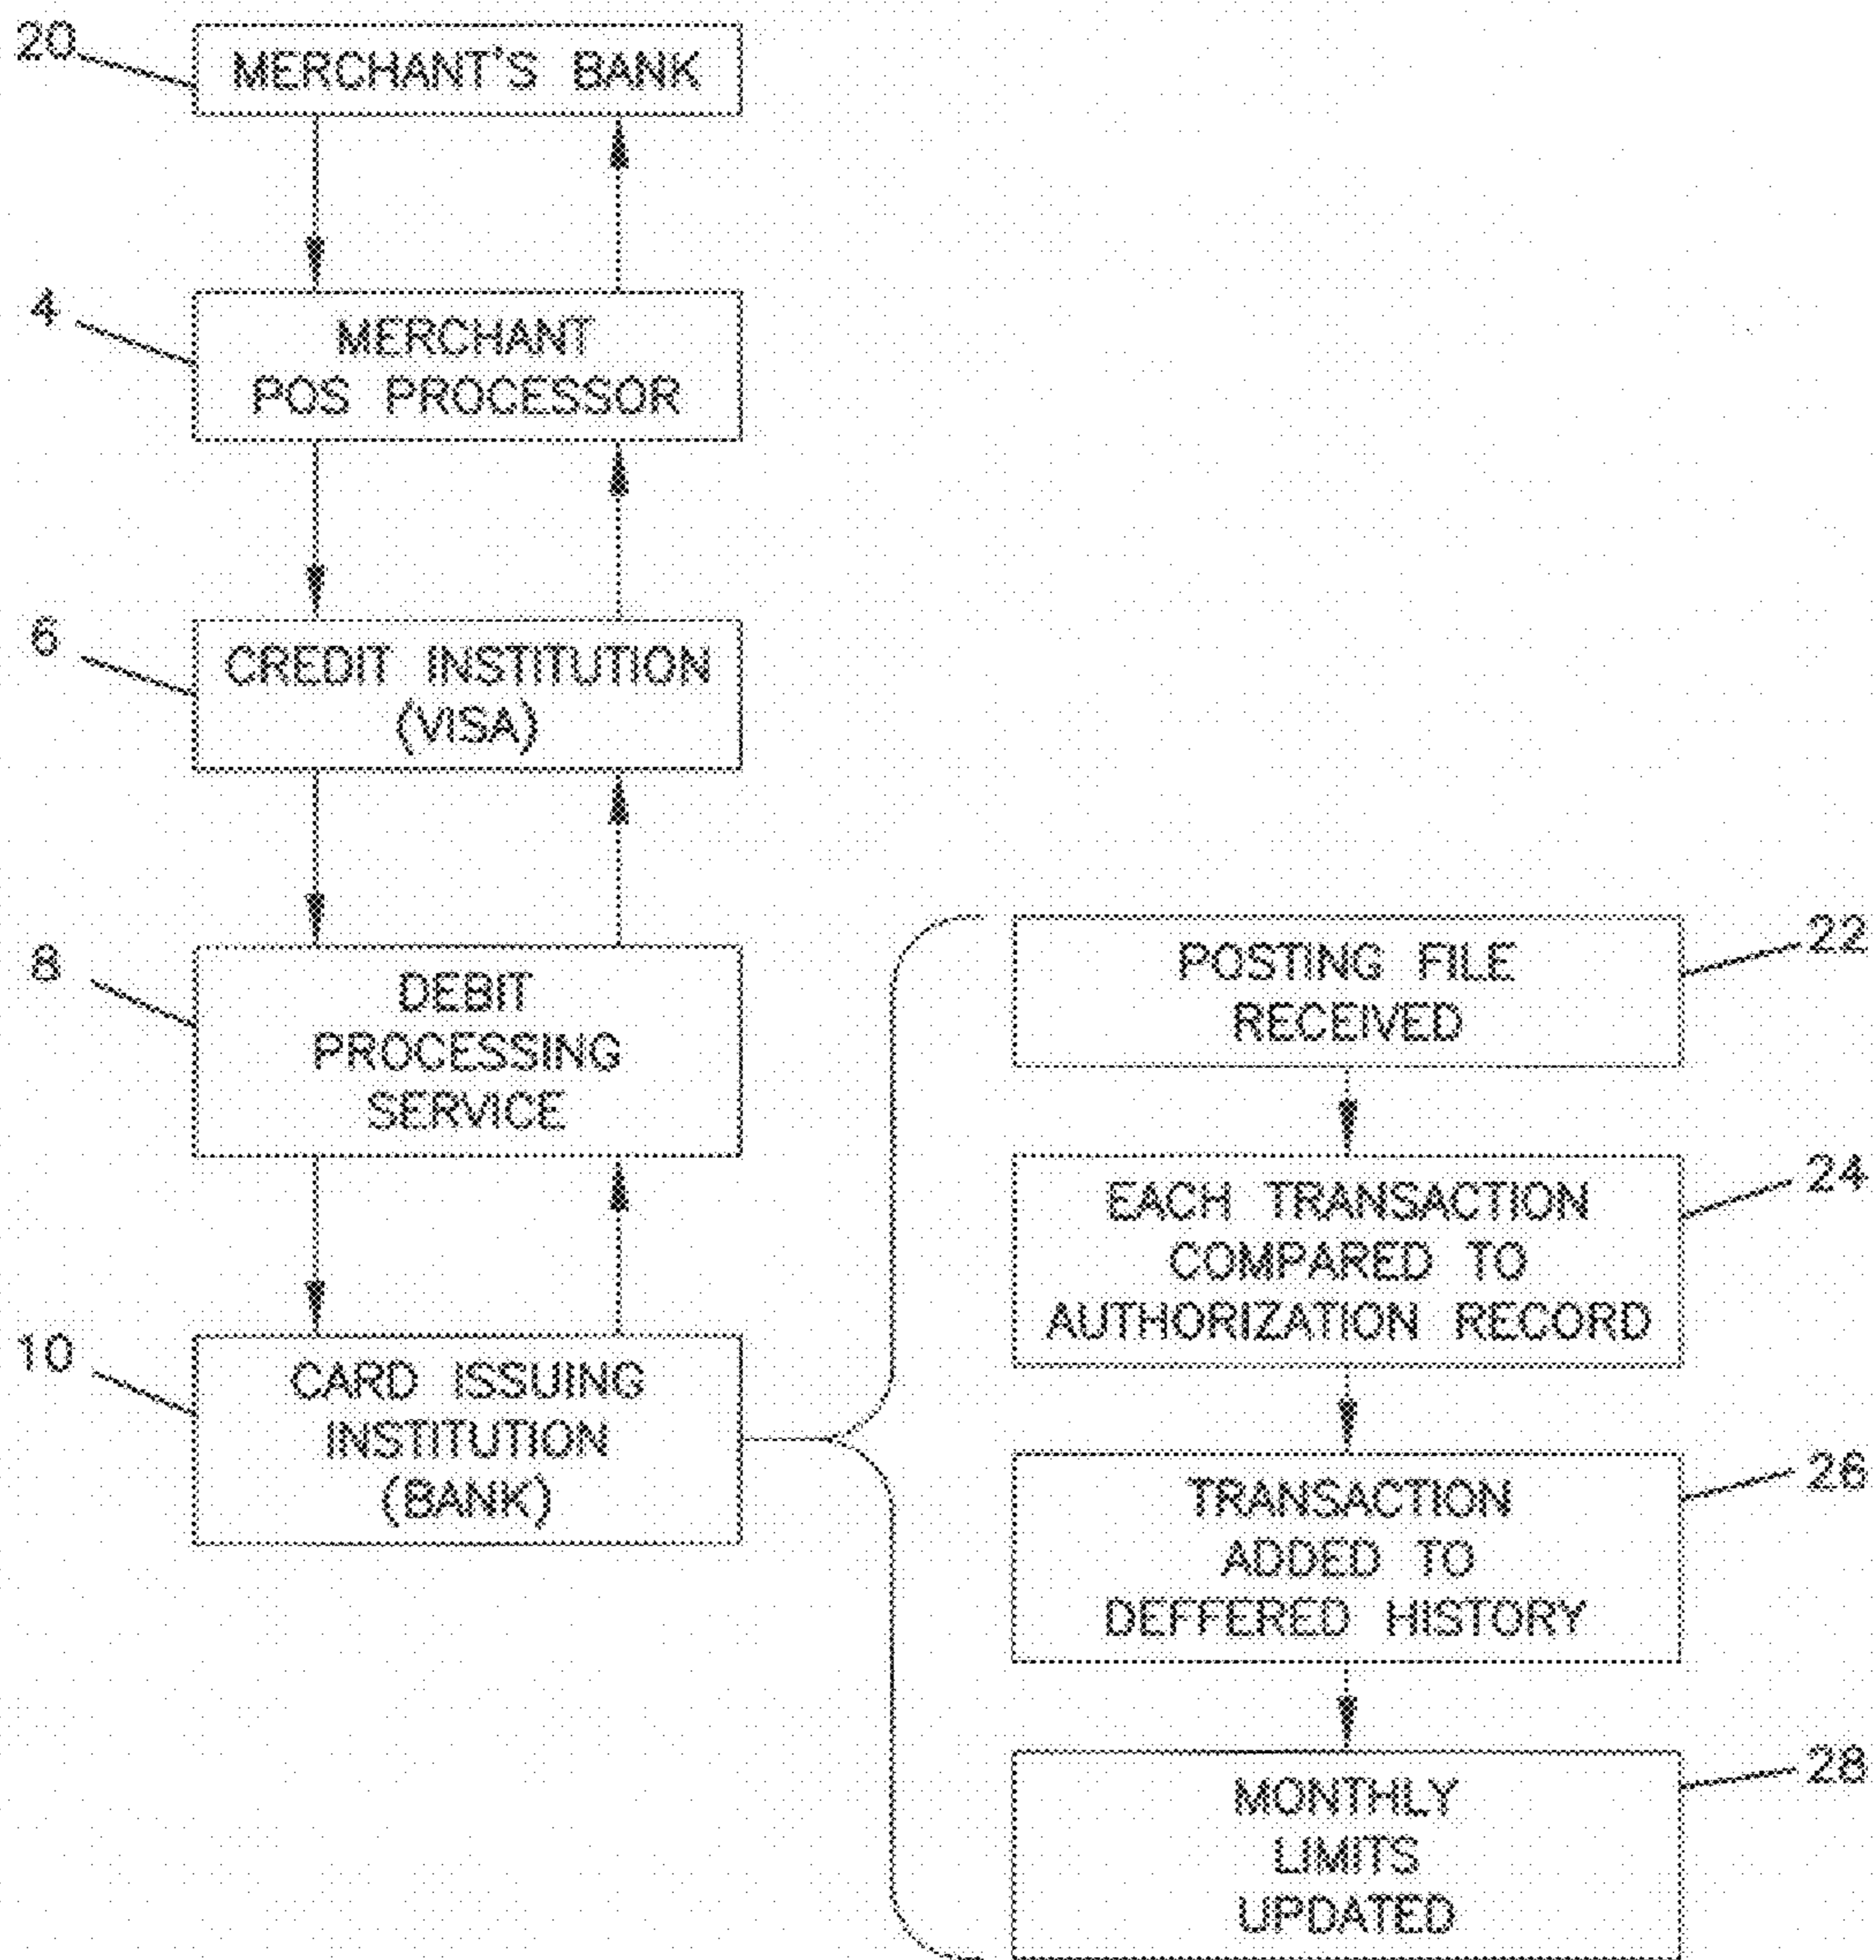 20
MERCHANT'S BANK
4
MERCHANT
POS PROCESSOR
6
CREDIT INSTITUTION
(VISA)
8
DEBIT
PROCESSING
SERVICE
10
CARD ISSUING
INSTITUTION
(BANK)
POSTING FILE
RECEIVED
22
EACH TRANSACTION
COMPARED TO
AUTHORIZATION RECORD
24
TRANSACTION
ADDED TO
DEFFERED HISTORY
26
MONTHLY
LIMITS
UPDATED
28